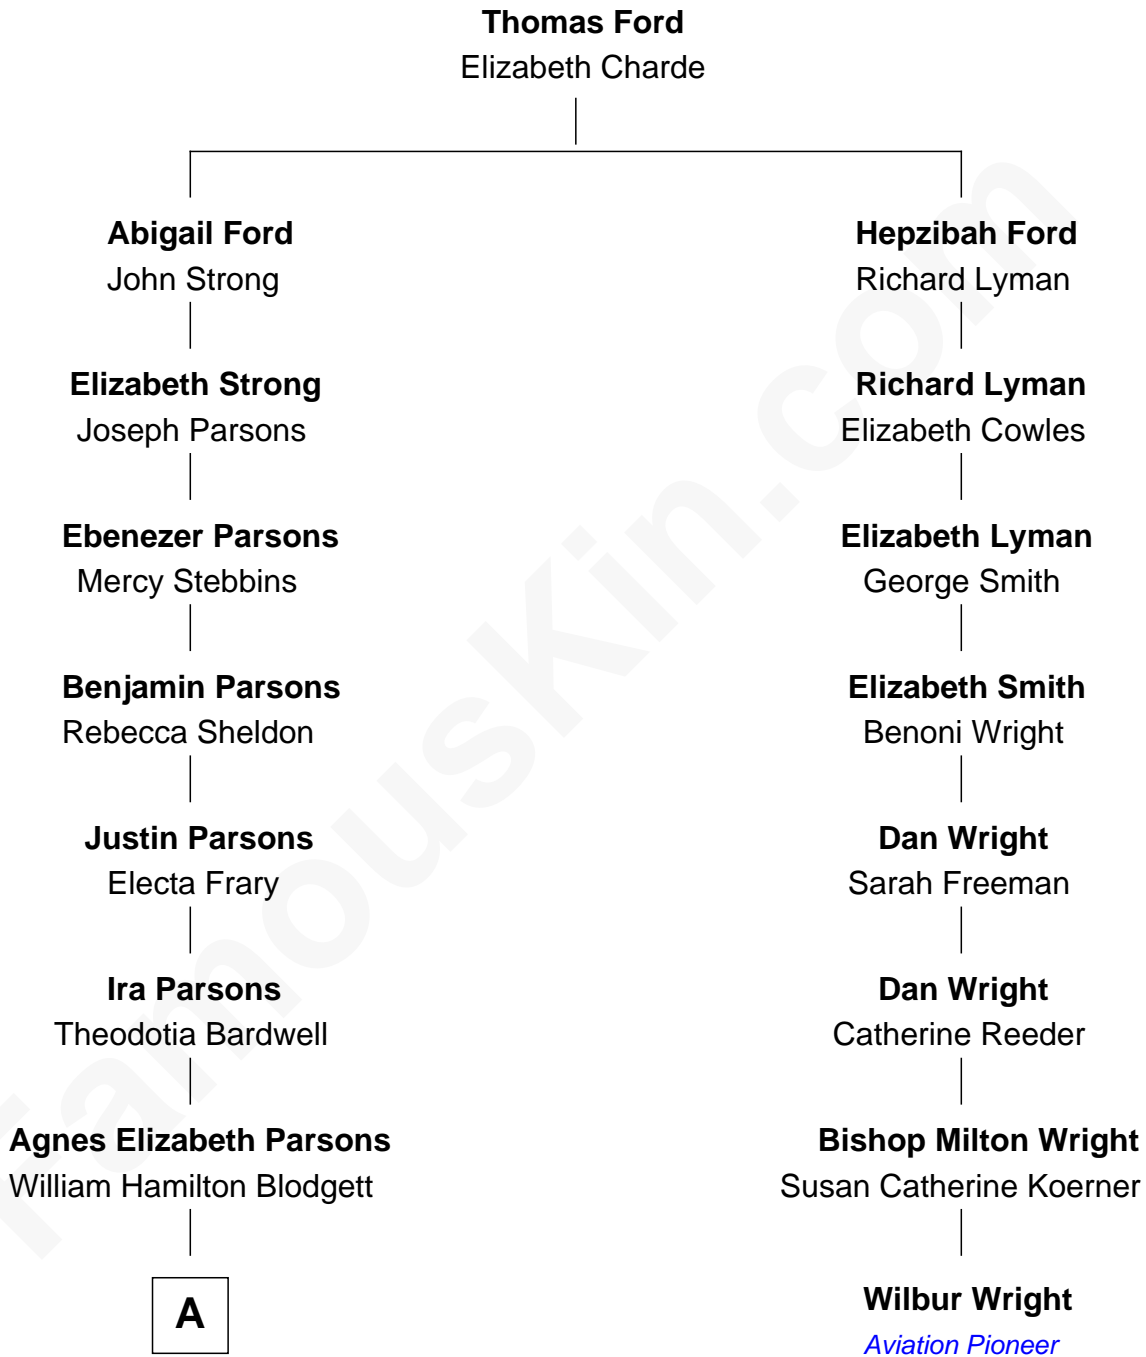 Thomas Ford
Elizabeth Charde
Abigail Ford
John Strong
Hepzibah Ford
Richard Lyman
Elizabeth Strong
Joseph Parsons
Richard Lyman
Elizabeth Cowles
Ebenezer Parsons
Mercy Stebbins
Elizabeth Lyman
George Smith
Benjamin Parsons
Rebecca Sheldon
Elizabeth Smith
Benoni Wright
Justin Parsons
Electa Frary
Dan Wright
Sarah Freeman
Ira Parsons
Theodotia Bardwell
Dan Wright
Catherine Reeder
Agnes Elizabeth Parsons
William Hamilton Blodgett
Bishop Milton Wright
Susan Catherine Koerner
A
Wilbur Wright
Aviation Pioneer
FamousKin.com